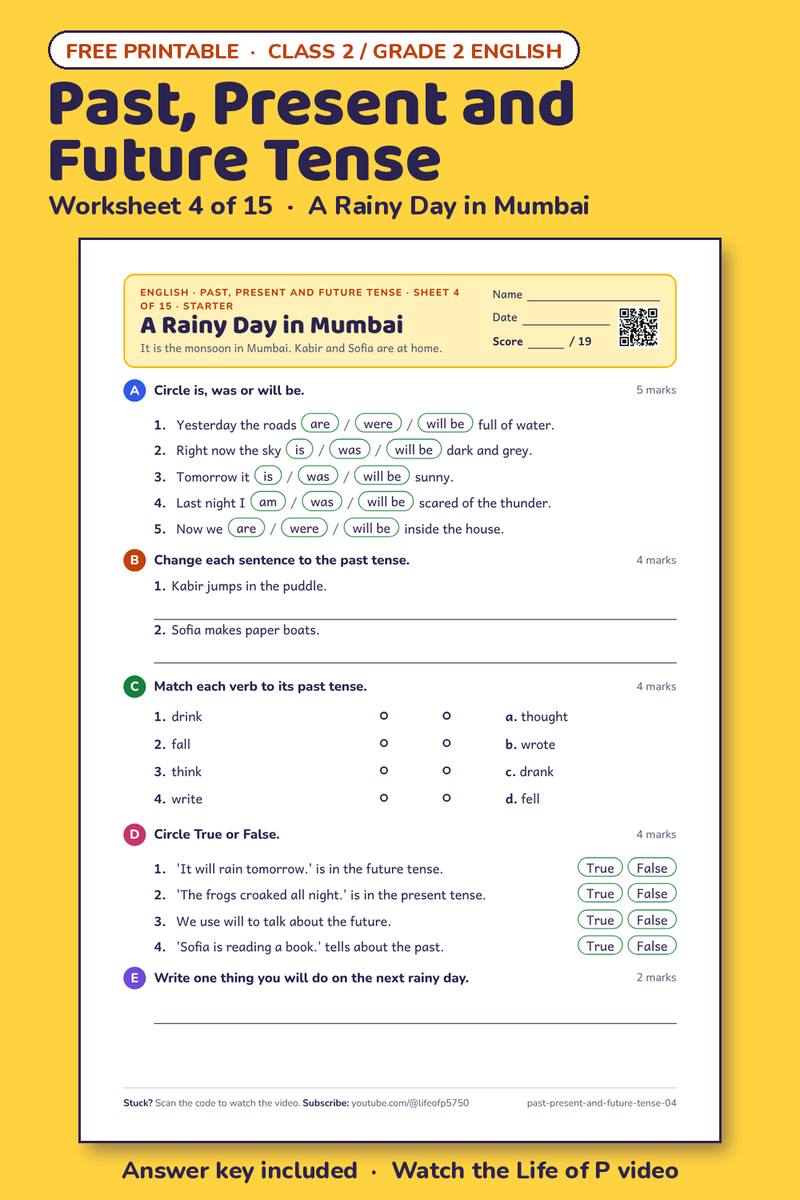 FREE PRINTABLE · CLASS 2 / GRADE 2 ENGLISH
Past, Present and
Future Tense
Worksheet 4 of 15 · A Rainy Day in Mumbai
ENGLISH · PAST, PRESENT AND FUTURE TENSE · SHEET 4
OF 15 · STARTER
A Rainy Day in Mumbai
It is the monsoon in Mumbai. Kabir and Sofia are at home.
Name
Date
Score / 19
A Circle is, was or will be. 5 marks
1. Yesterday the roads are / were / will be full of water.
2. Right now the sky is / was / will be dark and grey.
3. Tomorrow it is / was / will be sunny.
4. Last night I am / was / will be scared of the thunder.
5. Now we are / were / will be inside the house.
B Change each sentence to the past tense. 4 marks
1. Kabir jumps in the puddle.
2. Sofia makes paper boats.
C Match each verb to its past tense. 4 marks
1. drink a. thought
2. fall b. wrote
3. think c. drank
4. write d. fell
D Circle True or False. 4 marks
1. 'It will rain tomorrow.' is in the future tense. True False
2. 'The frogs croaked all night.' is in the present tense. True False
3. We use will to talk about the future. True False
4. 'Sofia is reading a book.' tells about the past. True False
E Write one thing you will do on the next rainy day. 2 marks
Stuck? Scan the code to watch the video. Subscribe: youtube.com/@lifeofp5750 past-present-and-future-tense-04
Answer key included · Watch the Life of P video